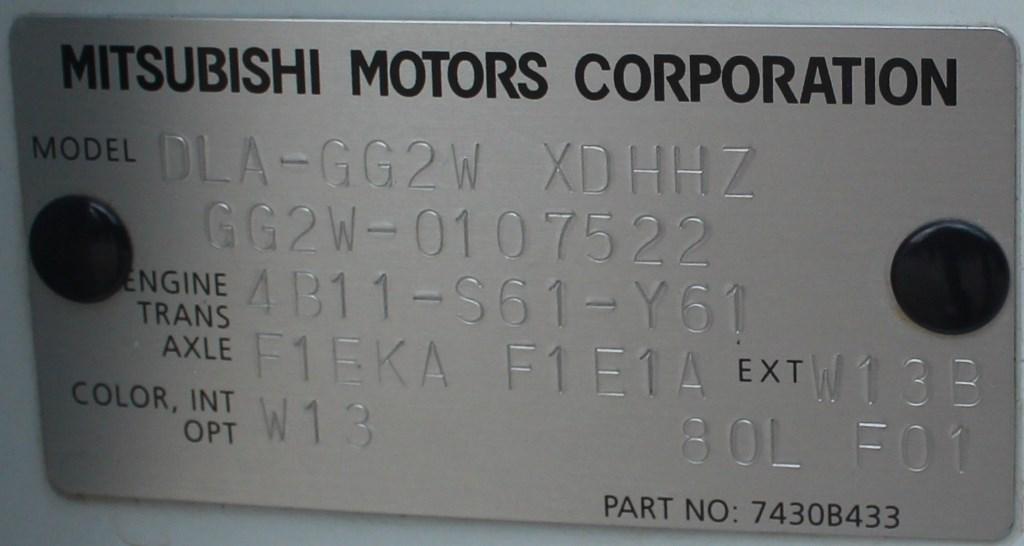 MITSUBISHI MOTORS CORPORATION
MODEL DLA-GG2W XDHHZ
GG2W-0107522
ENGINE 4B11-S61-Y61
TRANS
AXLE F1EKA F1E1A EXT W13B
COLOR, INT W13
OPT 80L F01
PART NO: 7430B433